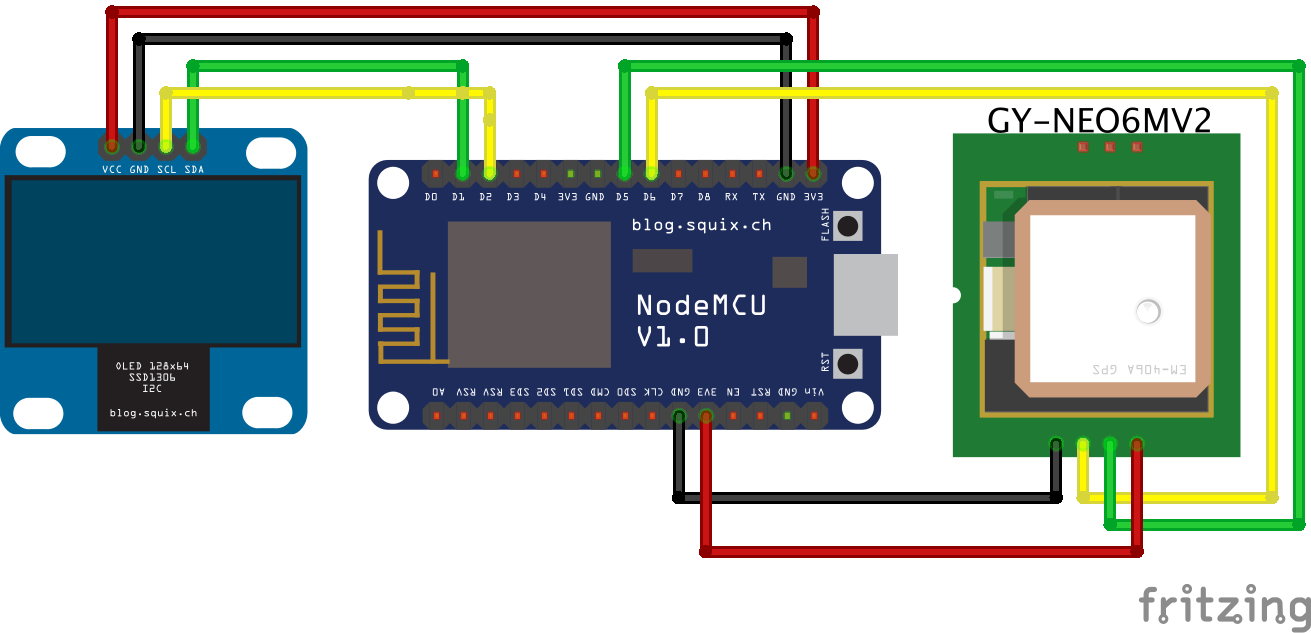 GY-NEO6MV2
VCC GND SCL SDA
D0 D1 D2 D3 D4 3V3 GND D5 D6 D7 D8 RX TX GND 3V3
blog.squix.ch
FLASH
NodeMCU
V1.0
RST
OLED 128x64
SSD1306
I2C
blog.squix.ch
EM-406A GPS
A0 RSV RSV SD3 SD2 SD1 CMD SD0 CLK GND 3V3 EN RST GND Vin
fritzing